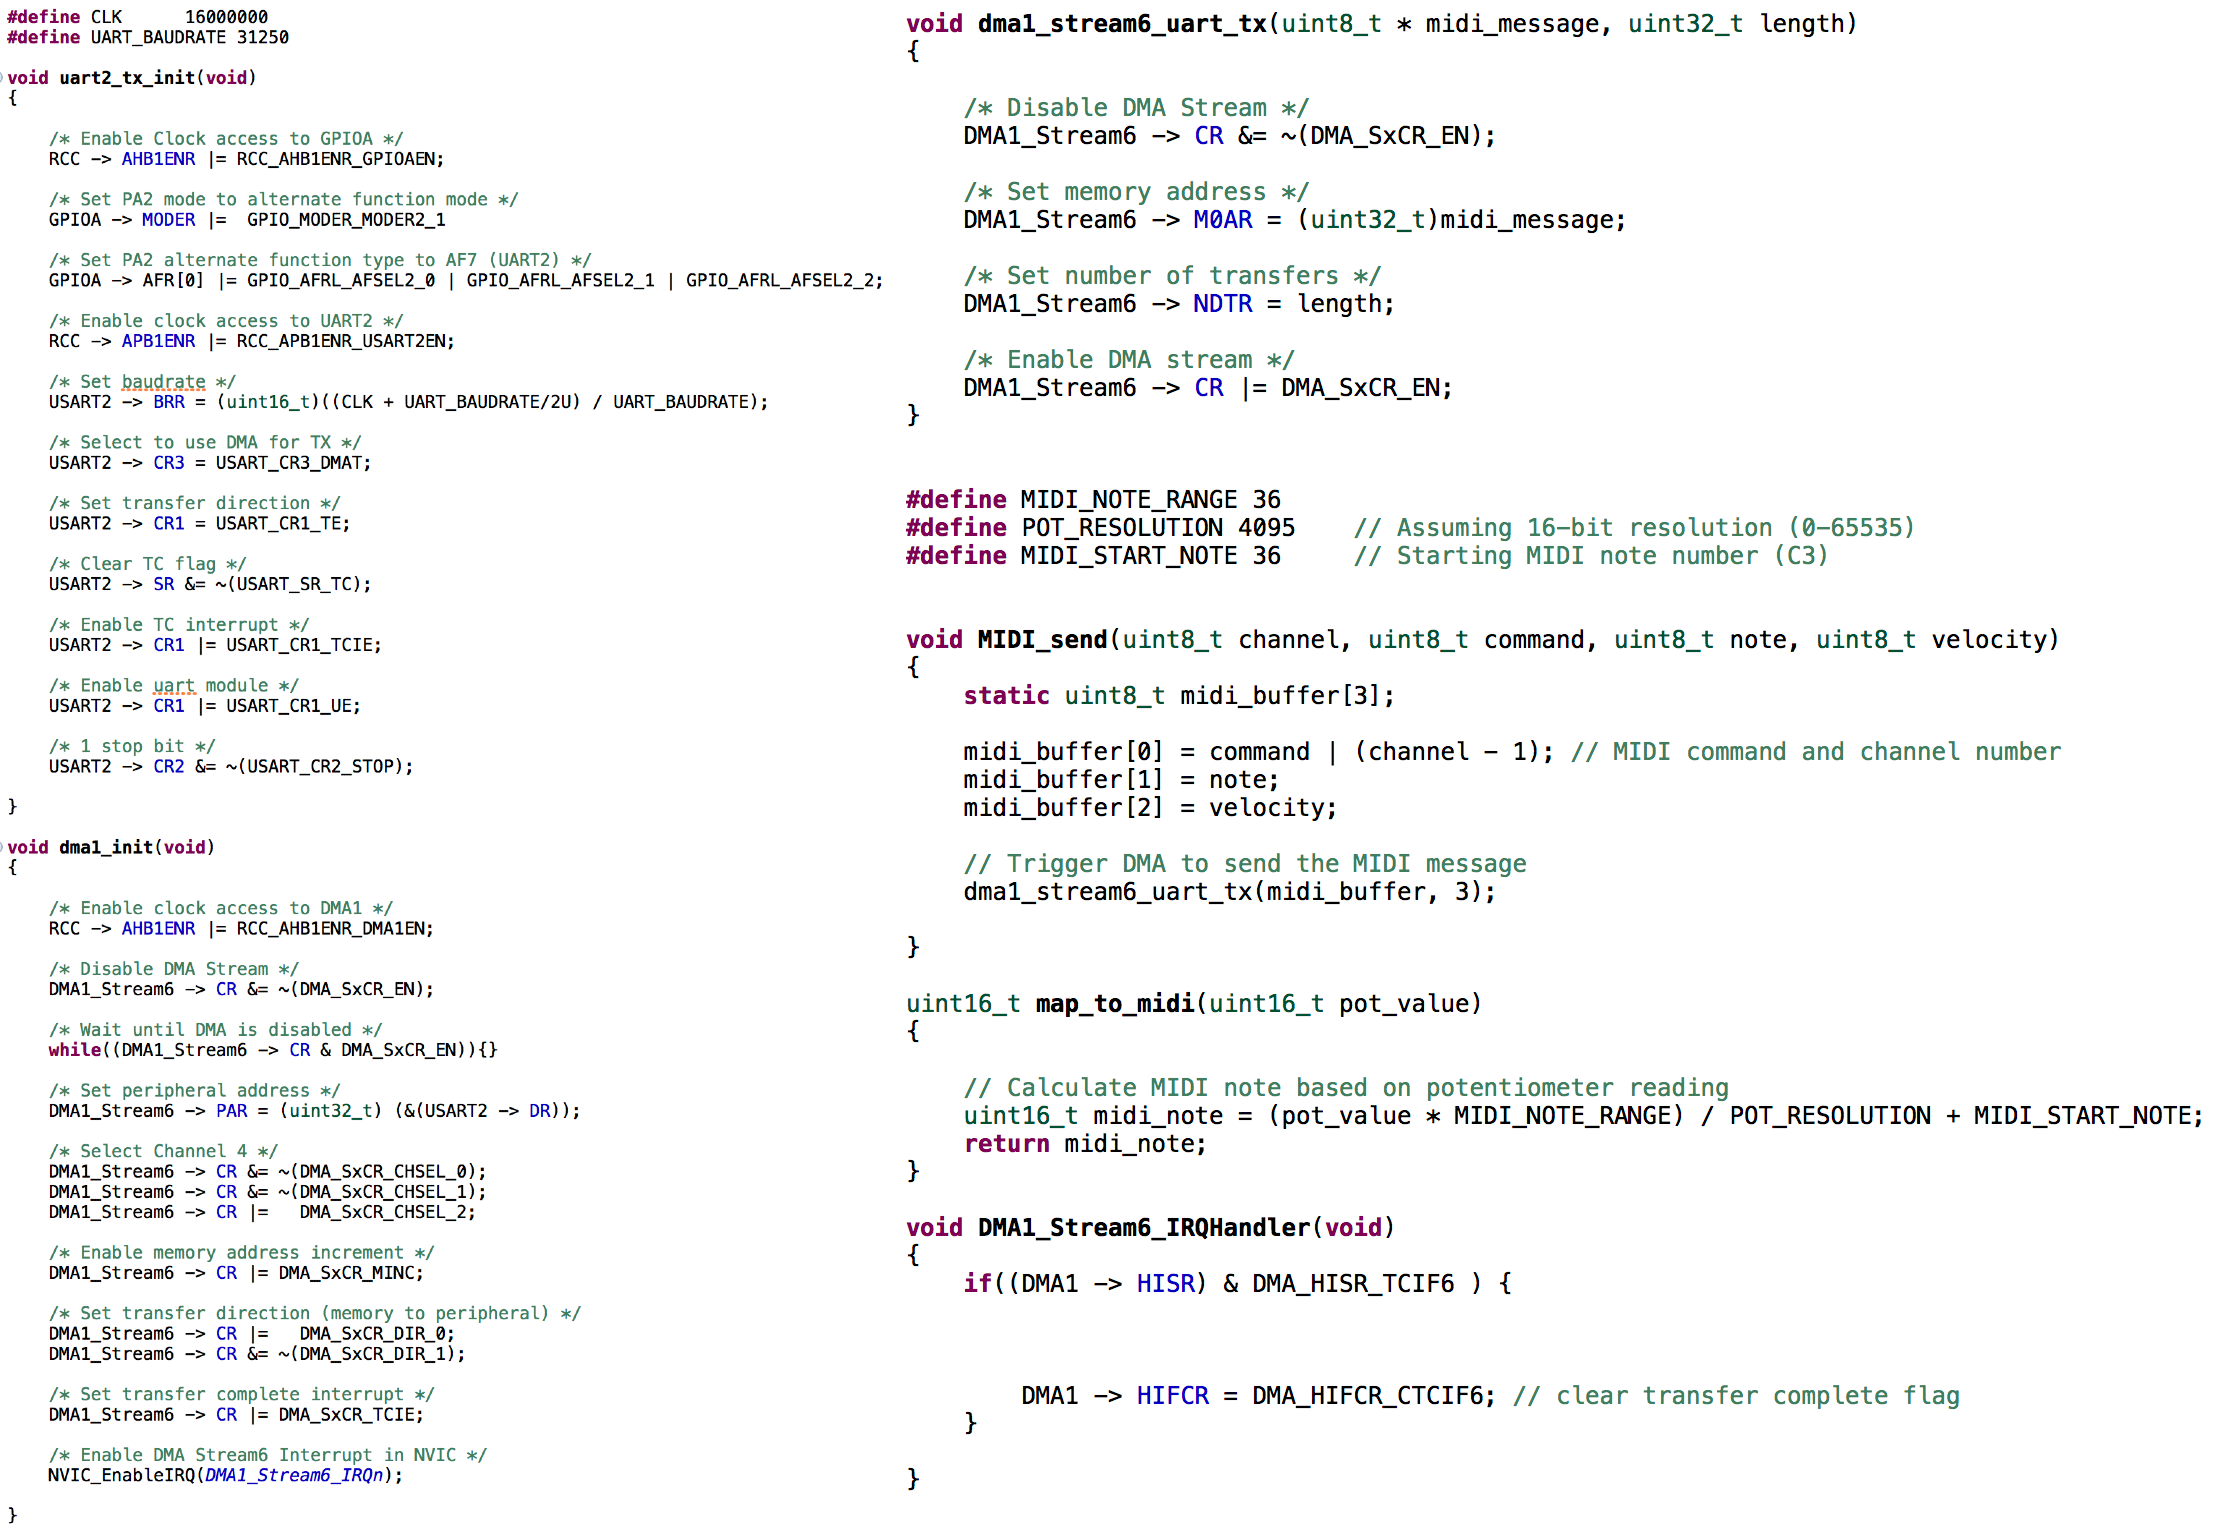 #define CLK      16000000
#define UART_BAUDRATE 31250

void uart2_tx_init(void)
{

    /* Enable Clock access to GPIOA */
    RCC -> AHB1ENR |= RCC_AHB1ENR_GPIOAEN;

    /* Set PA2 mode to alternate function mode */
    GPIOA -> MODER |=  GPIO_MODER_MODER2_1

    /* Set PA2 alternate function type to AF7 (UART2) */
    GPIOA -> AFR[0] |= GPIO_AFRL_AFSEL2_0 | GPIO_AFRL_AFSEL2_1 | GPIO_AFRL_AFSEL2_2;

    /* Enable clock access to UART2 */
    RCC -> APB1ENR |= RCC_APB1ENR_USART2EN;

    /* Set baudrate */
    USART2 -> BRR = (uint16_t)((CLK + UART_BAUDRATE/2U) / UART_BAUDRATE);

    /* Select to use DMA for TX */
    USART2 -> CR3 = USART_CR3_DMAT;

    /* Set transfer direction */
    USART2 -> CR1 = USART_CR1_TE;

    /* Clear TC flag */
    USART2 -> SR &= ~(USART_SR_TC);

    /* Enable TC interrupt */
    USART2 -> CR1 |= USART_CR1_TCIE;

    /* Enable uart module */
    USART2 -> CR1 |= USART_CR1_UE;

    /* 1 stop bit */
    USART2 -> CR2 &= ~(USART_CR2_STOP);

}

void dma1_init(void)
{

    /* Enable clock access to DMA1 */
    RCC -> AHB1ENR |= RCC_AHB1ENR_DMA1EN;

    /* Disable DMA Stream */
    DMA1_Stream6 -> CR &= ~(DMA_SxCR_EN);

    /* Wait until DMA is disabled */
    while((DMA1_Stream6 -> CR & DMA_SxCR_EN)){}

    /* Set peripheral address */
    DMA1_Stream6 -> PAR = (uint32_t) (&(USART2 -> DR));

    /* Select Channel 4 */
    DMA1_Stream6 -> CR &= ~(DMA_SxCR_CHSEL_0);
    DMA1_Stream6 -> CR &= ~(DMA_SxCR_CHSEL_1);
    DMA1_Stream6 -> CR |=   DMA_SxCR_CHSEL_2;

    /* Enable memory address increment */
    DMA1_Stream6 -> CR |= DMA_SxCR_MINC;

    /* Set transfer direction (memory to peripheral) */
    DMA1_Stream6 -> CR |=   DMA_SxCR_DIR_0;
    DMA1_Stream6 -> CR &= ~(DMA_SxCR_DIR_1);

    /* Set transfer complete interrupt */
    DMA1_Stream6 -> CR |= DMA_SxCR_TCIE;

    /* Enable DMA Stream6 Interrupt in NVIC */
    NVIC_EnableIRQ(DMA1_Stream6_IRQn);

}

void dma1_stream6_uart_tx(uint8_t * midi_message, uint32_t length)
{

    /* Disable DMA Stream */
    DMA1_Stream6 -> CR &= ~(DMA_SxCR_EN);

    /* Set memory address */
    DMA1_Stream6 -> M0AR = (uint32_t)midi_message;

    /* Set number of transfers */
    DMA1_Stream6 -> NDTR = length;

    /* Enable DMA stream */
    DMA1_Stream6 -> CR |= DMA_SxCR_EN;
}

#define MIDI_NOTE_RANGE 36
#define POT_RESOLUTION 4095    // Assuming 16-bit resolution (0-65535)
#define MIDI_START_NOTE 36     // Starting MIDI note number (C3)

void MIDI_send(uint8_t channel, uint8_t command, uint8_t note, uint8_t velocity)
{
    static uint8_t midi_buffer[3];

    midi_buffer[0] = command | (channel - 1); // MIDI command and channel number
    midi_buffer[1] = note;
    midi_buffer[2] = velocity;

    // Trigger DMA to send the MIDI message
    dma1_stream6_uart_tx(midi_buffer, 3);

}

uint16_t map_to_midi(uint16_t pot_value)
{

    // Calculate MIDI note based on potentiometer reading
    uint16_t midi_note = (pot_value * MIDI_NOTE_RANGE) / POT_RESOLUTION + MIDI_START_NOTE;
    return midi_note;
}

void DMA1_Stream6_IRQHandler(void)
{
    if((DMA1 -> HISR) & DMA_HISR_TCIF6 ) {

        DMA1 -> HIFCR = DMA_HIFCR_CTCIF6; // clear transfer complete flag
    }

}